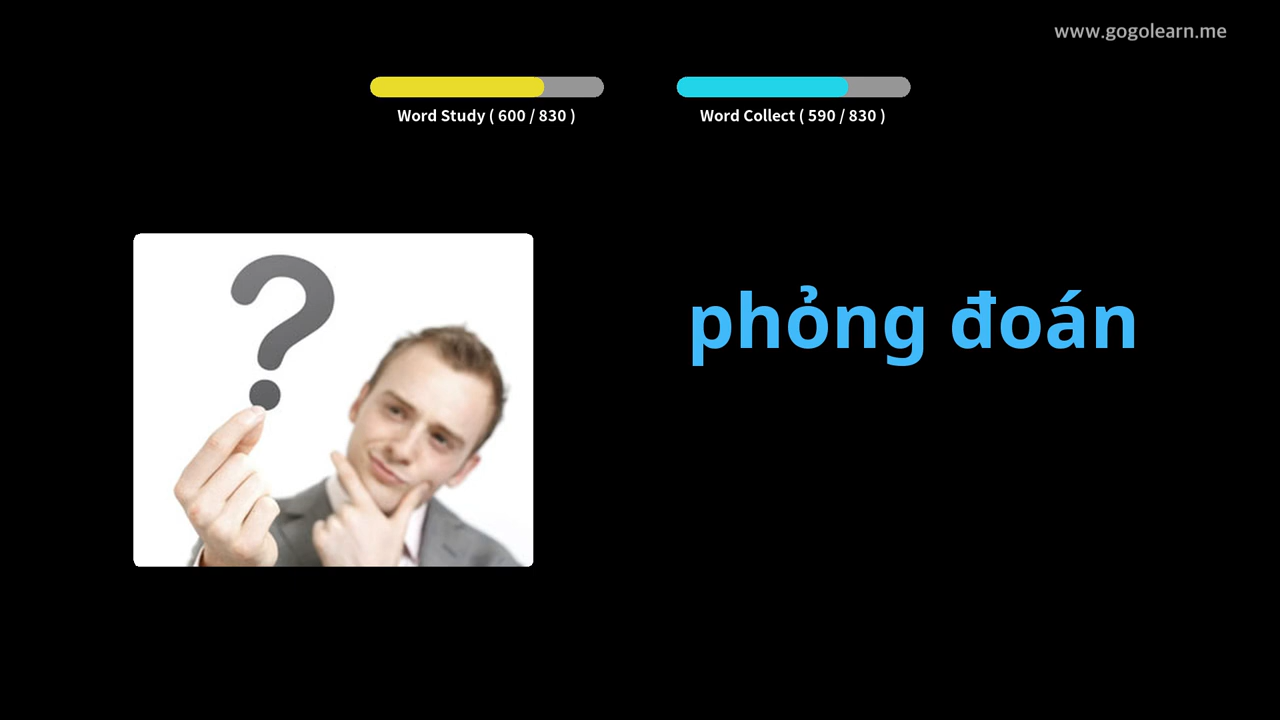 www.gogolearn.me
Word Study ( 600 / 830 )
Word Collect ( 590 / 830 )
?
phỏng đoán